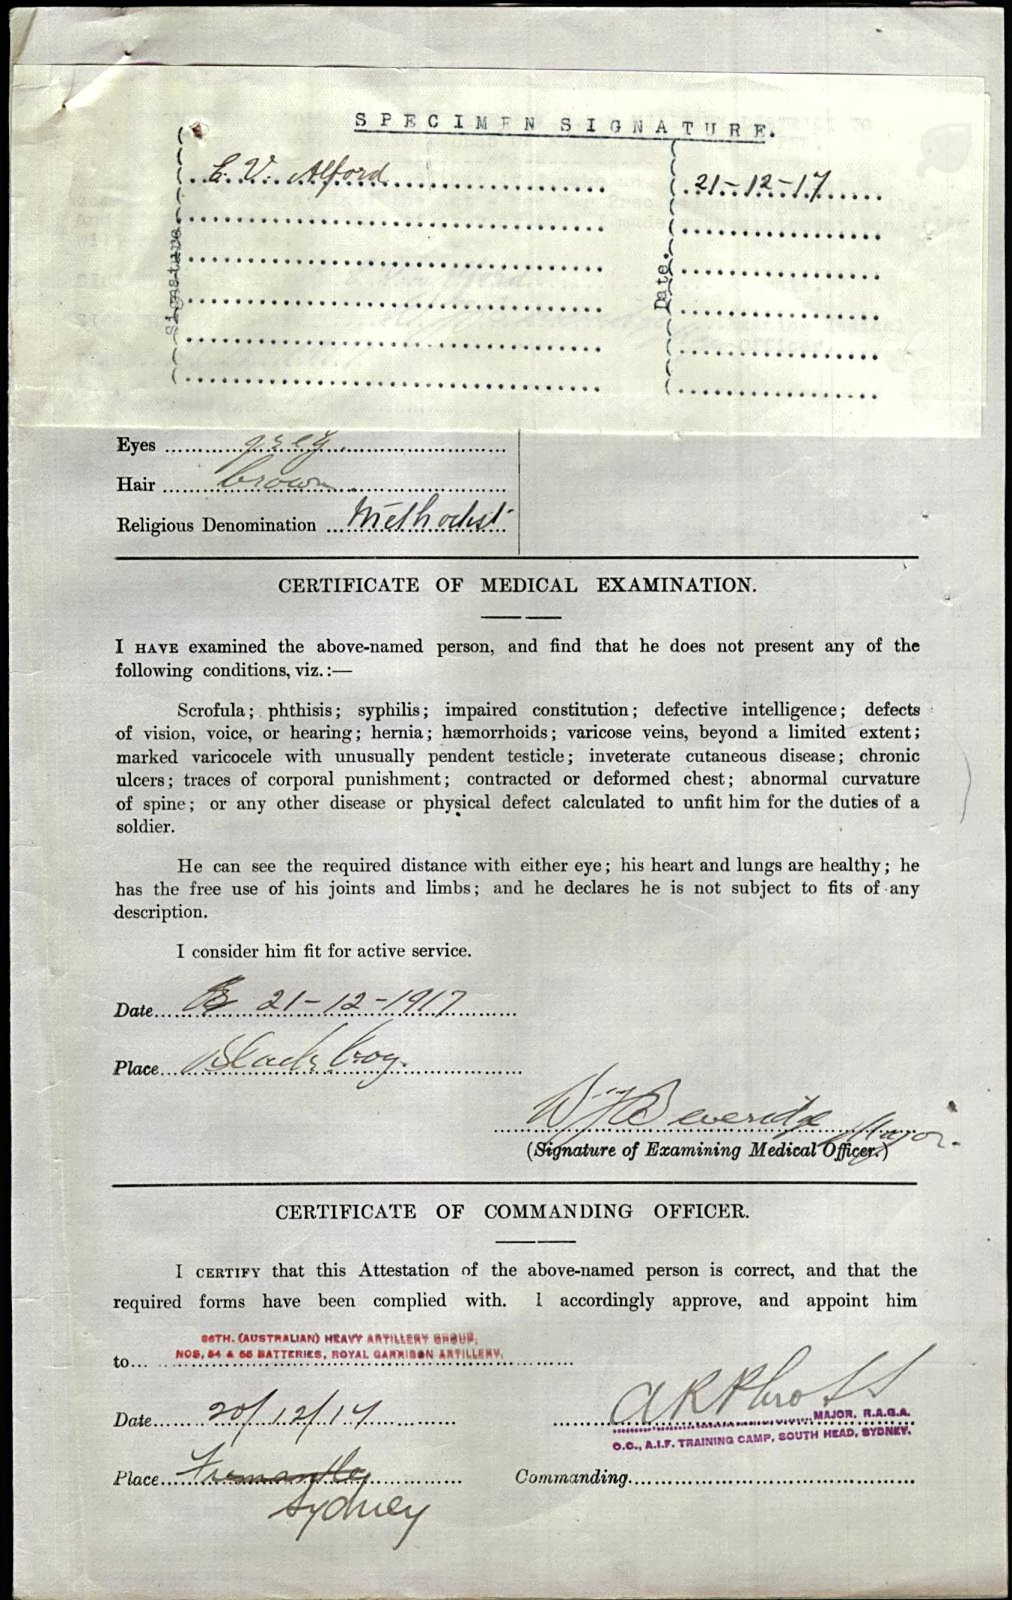 SPECIMEN SIGNATURE.
Signature
E. V. Alford
Date.
21-12-17
Eyes grey.
Hair brown.
Religious Denomination Methodist
CERTIFICATE OF MEDICAL EXAMINATION.
I HAVE examined the above-named person, and find that he does not present any of the
following conditions, viz.:—
Scrofula; phthisis; syphilis; impaired constitution; defective intelligence; defects
of vision, voice, or hearing; hernia; hæmorrhoids; varicose veins, beyond a limited extent;
marked varicocele with unusually pendent testicle; inveterate cutaneous disease; chronic
ulcers; traces of corporal punishment; contracted or deformed chest; abnormal curvature
of spine; or any other disease or physical defect calculated to unfit him for the duties of a
soldier.
He can see the required distance with either eye; his heart and lungs are healthy; he
has the free use of his joints and limbs; and he declares he is not subject to fits of any
description.
I consider him fit for active service.
Date 21-12-1917
Place Blackboy.
W F Beveridge Major.
(Signature of Examining Medical Officer.)
CERTIFICATE OF COMMANDING OFFICER.
I CERTIFY that this Attestation of the above-named person is correct, and that the
required forms have been complied with. I accordingly approve, and appoint him
36TH. (AUSTRALIAN) HEAVY ARTILLERY GROUP,
to NOS, 54 & 55 BATTERIES, ROYAL GARRISON ARTILLERY.
Date 20/12/17
MAJOR, R.A.G.A.
O.C., A.I.F. TRAINING CAMP, SOUTH HEAD, SYDNEY.
Place Fremantle
Commanding
Sydney